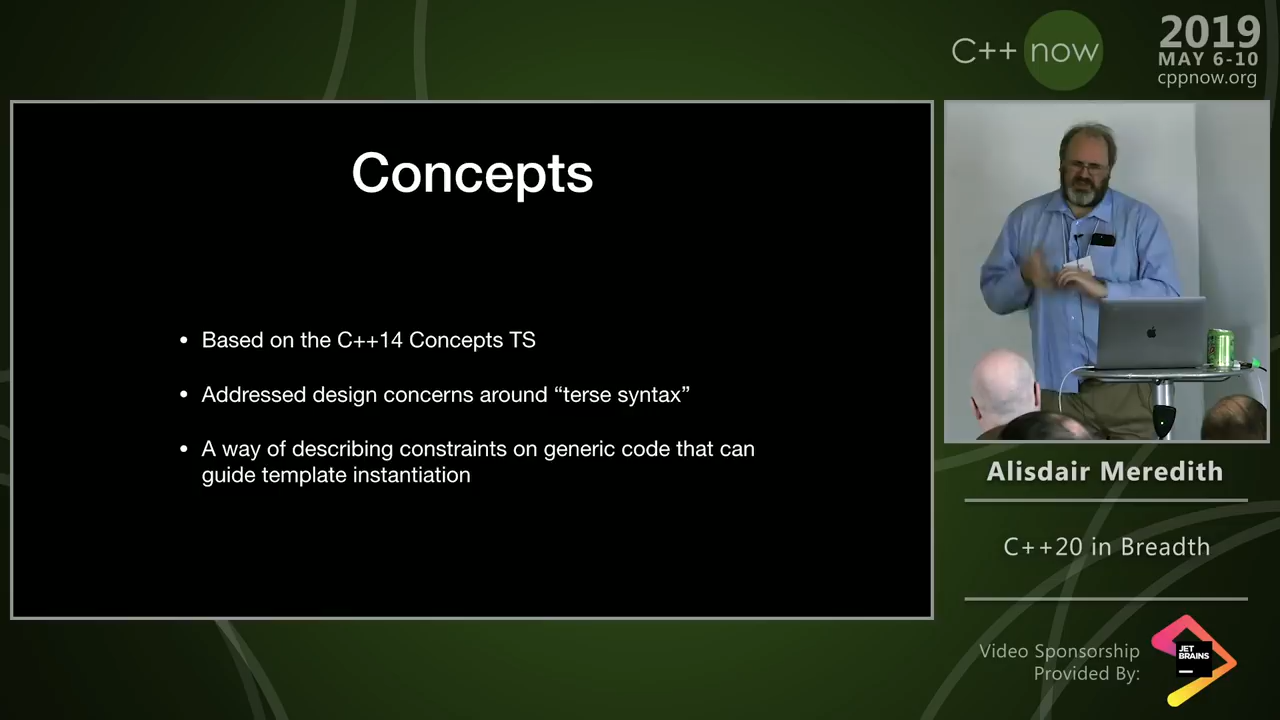 C++ now
2019
MAY 6-10
cppnow.org
Concepts
• Based on the C++14 Concepts TS
• Addressed design concerns around “terse syntax”
• A way of describing constraints on generic code that can
guide template instantiation
Alisdair Meredith
C++20 in Breadth
Video Sponsorship
Provided By:
JET
BRAINS